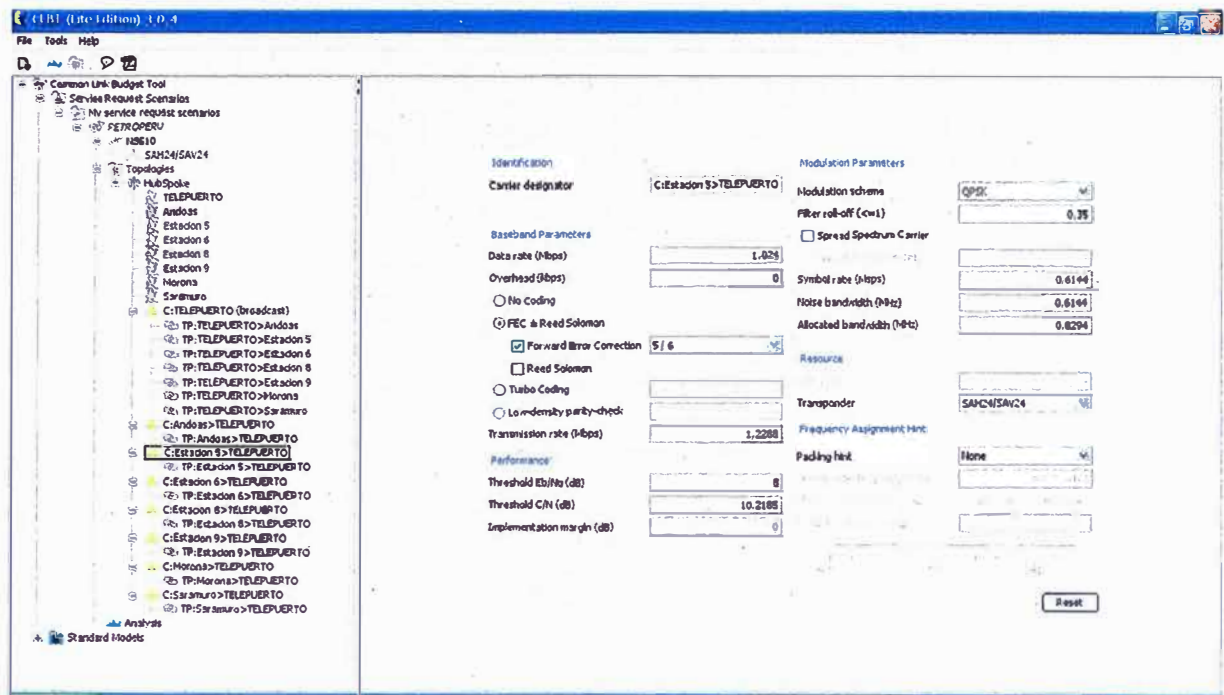 CLBT (Lite Edition) 3.0.4
File Tools Help
Common Link Budget Tool
Service Request Scenarios
My service request scenarios
PETROPERU
NSS10
SAH24/SAV24
Topologies
HubSpoke
TELEPUERTO
Andoas
Estacion 5
Estacion 6
Estacion 8
Estacion 9
Morona
Saramuro
C:TELEPUERTO (broadcast)
TP:TELEPUERTO>Andoas
TP:TELEPUERTO>Estacion 5
TP:TELEPUERTO>Estacion 6
TP:TELEPUERTO>Estacion 8
TP:TELEPUERTO>Estacion 9
TP:TELEPUERTO>Morona
TP:TELEPUERTO>Saramuro
C:Andoas>TELEPUERTO
TP:Andoas>TELEPUERTO
C:Estacion 5>TELEPUERTO
TP:Estacion 5>TELEPUERTO
C:Estacion 6>TELEPUERTO
TP:Estacion 6>TELEPUERTO
C:Estacion 8>TELEPUERTO
TP:Estacion 8>TELEPUERTO
C:Estacion 9>TELEPUERTO
TP:Estacion 9>TELEPUERTO
C:Morona>TELEPUERTO
TP:Morona>TELEPUERTO
C:Saramuro>TELEPUERTO
TP:Saramuro>TELEPUERTO
Analysis
Standard Models
Identification
Carrier designator C:Estacion 5>TELEPUERTO
Baseband Parameters
Data rate (Mbps) 1.024
Overhead (kbps) 0
No Coding
FEC & Reed Solomon
Forward Error Correction 5 / 6
Reed Solomon
Turbo Coding
Low-density parity-check
Transmission rate (Mbps) 1.2288
Performance
Threshold Eb/No (dB) 8
Threshold C/N (dB) 10.2185
Implementation margin (dB) 0
Modulation Parameters
Modulation scheme QPSK
Filter roll-off (<=1) 0.35
Spread Spectrum Carrier
Symbol rate (Msps) 0.6144
Noise bandwidth (MHz) 0.6144
Allocated bandwidth (MHz) 0.8294
Resource
Transponder SAH24/SAV24
Frequency Assignment Hint
Packing hint None
Reset